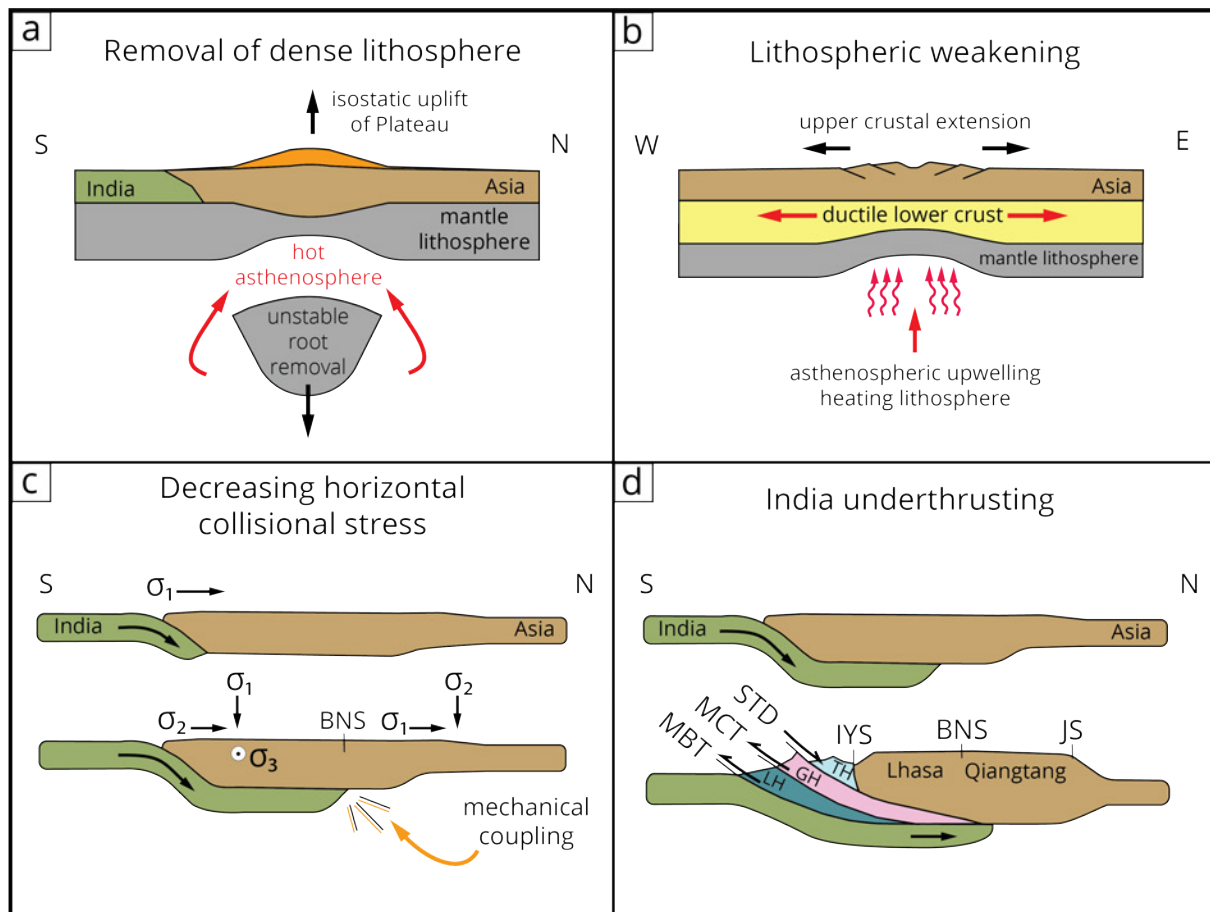 a
Removal of dense lithosphere
isostatic uplift
of Plateau
S
N
India
Asia
mantle
lithosphere
hot
asthenosphere
unstable
root
removal
b
Lithospheric weakening
upper crustal extension
W
E
Asia
ductile lower crust
mantle lithosphere
asthenospheric upwelling
heating lithosphere
c
Decreasing horizontal
collisional stress
S
N
σ₁
India
Asia
σ₁
σ₂
σ₂
BNS
σ₁
σ₃
mechanical
coupling
d
India underthrusting
S
N
India
Asia
STD
MCT
MBT
IYS
BNS
JS
LH
GH
TH
Lhasa
Qiangtang